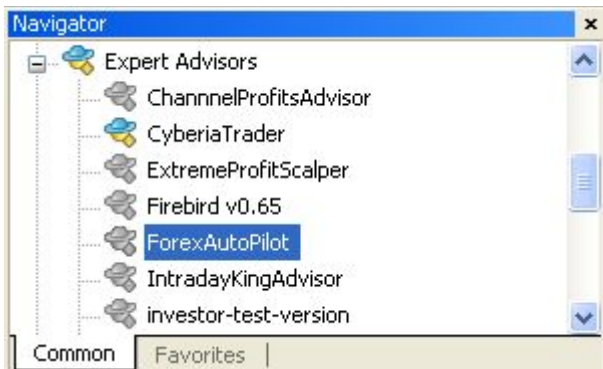 Navigator
Expert Advisors
ChannnelProfitsAdvisor
CyberiaTrader
ExtremeProfitScalper
Firebird v0.65
ForexAutoPilot
IntradayKingAdvisor
investor-test-version
Common Favorites